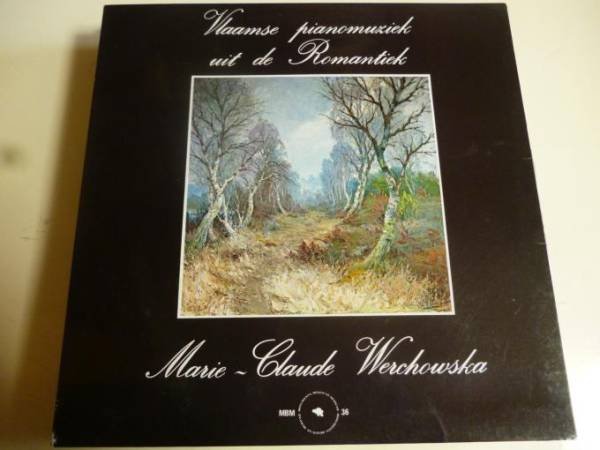 Vlaamse pianomuziek
uit de Romantiek
Marie-Claude Werchowska
MBM 36